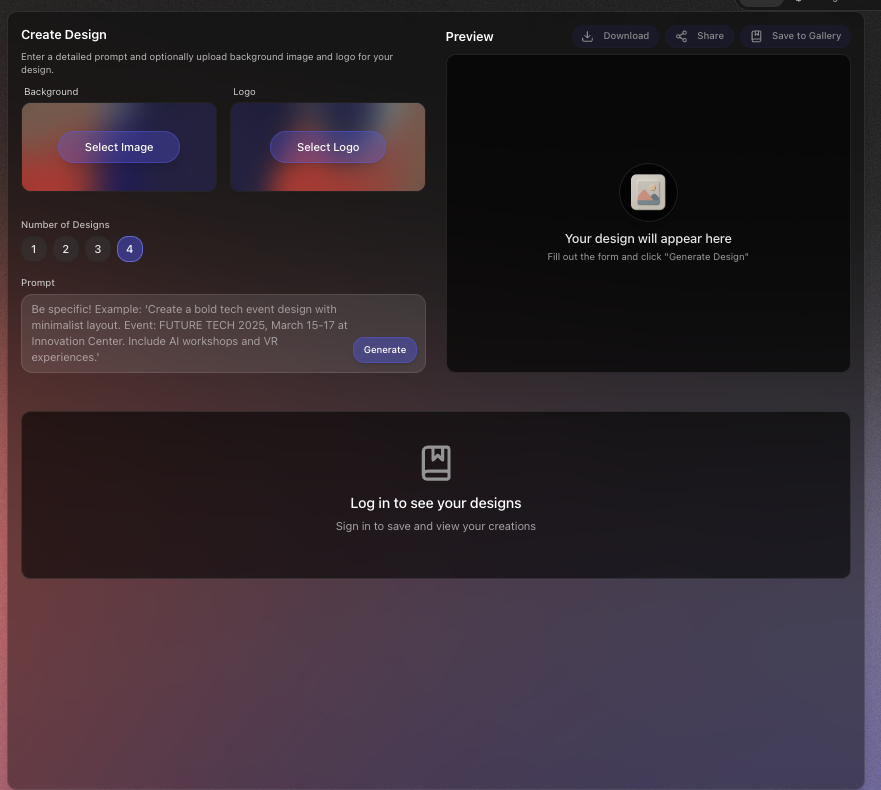 Create Design
Enter a detailed prompt and optionally upload background image and logo for your
design.
Background
Logo
Select Image
Select Logo
Number of Designs
1
2
3
4
Prompt
Be specific! Example: 'Create a bold tech event design with
minimalist layout. Event: FUTURE TECH 2025, March 15-17 at
Innovation Center. Include AI workshops and VR
experiences.'
Generate
Preview
Download
Share
Save to Gallery
Your design will appear here
Fill out the form and click "Generate Design"
Log in to see your designs
Sign in to save and view your creations